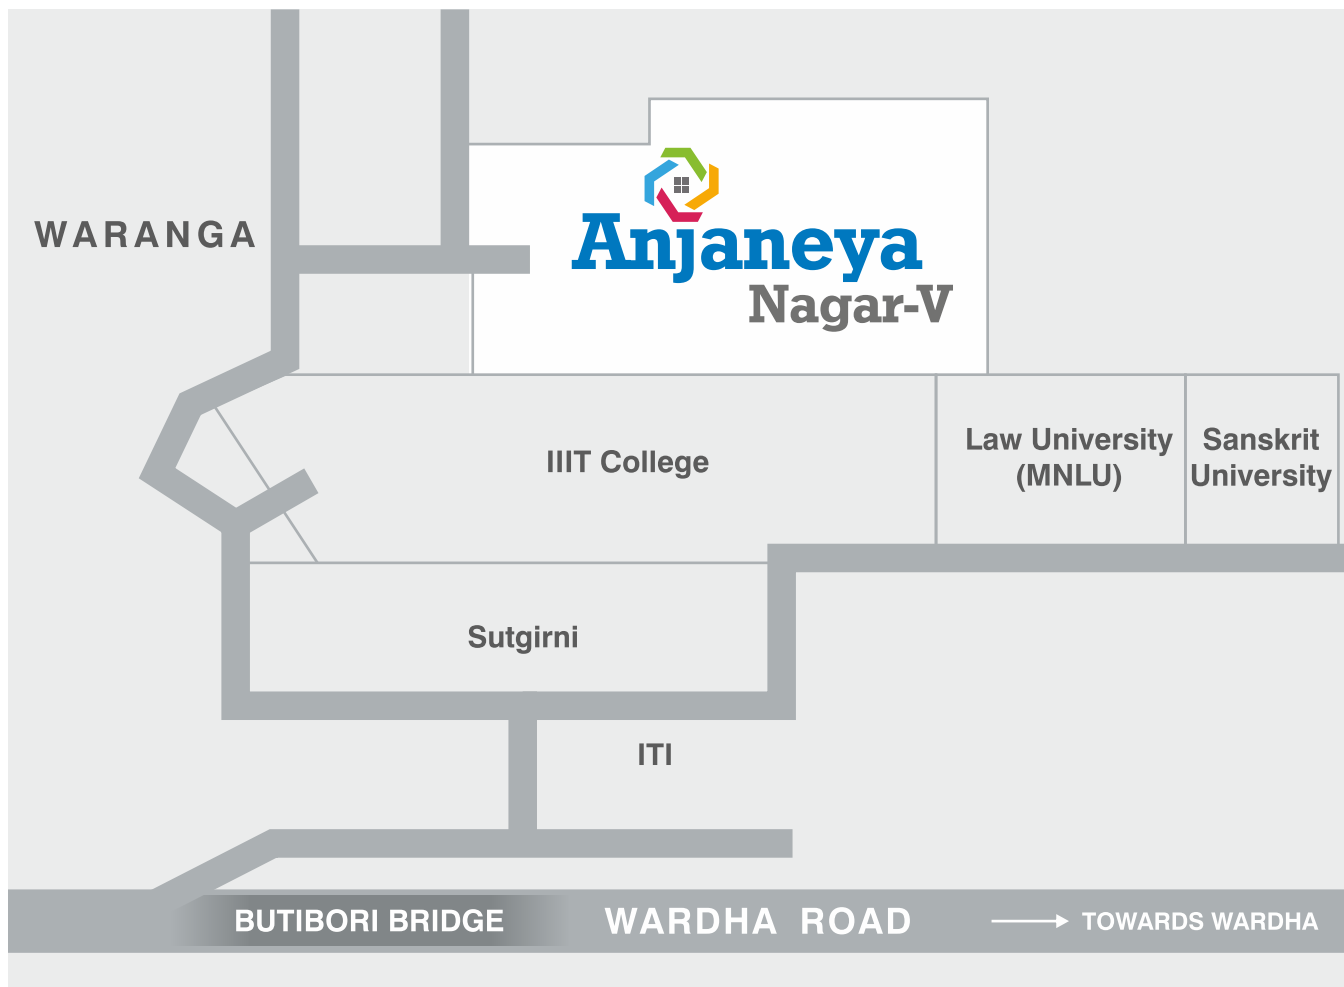 WARANGA
Anjaneya
Nagar-V
IIIT College
Law University
(MNLU)
Sanskrit
University
Sutgirni
ITI
BUTIBORI BRIDGE
WARDHA ROAD
TOWARDS WARDHA